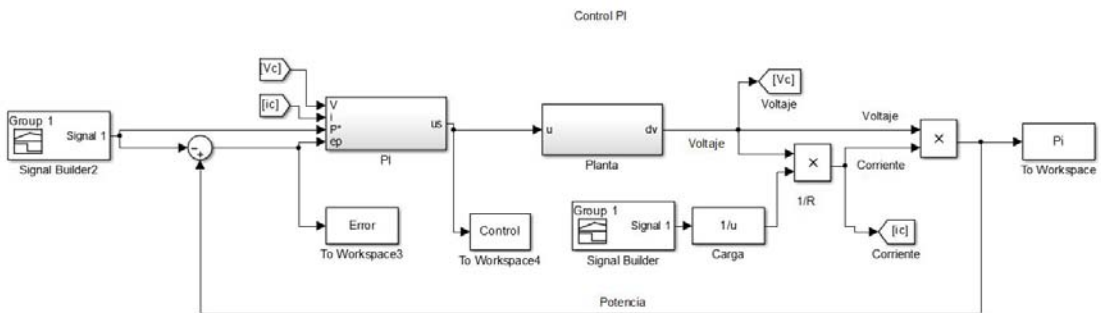 Control PI
[Vc]
[ic]
Group 1
Signal 1
Signal Builder2
V
i
P*
ep
us
PI
u
dv
Planta
Voltaje
[Vc]
Voltaje
Voltaje
Corriente
×
1/R
×
Pi
To Workspace
Error
To Workspace3
Control
To Workspace4
Group 1
Signal 1
Signal Builder
1/u
Carga
[ic]
Corriente
Potencia